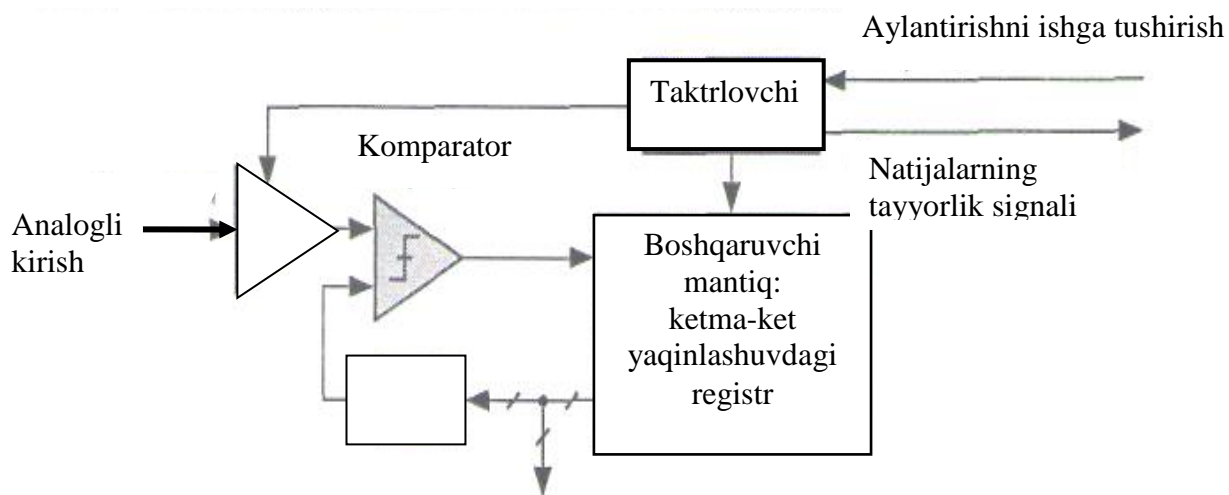 Aylantirishni ishga tushirish
Taktrlovchi
Komparator
Natijalarning
tayyorlik signali
Analogli
kirish
Boshqaruvchi
mantiq:
ketma-ket
yaqinlashuvdagi
registr